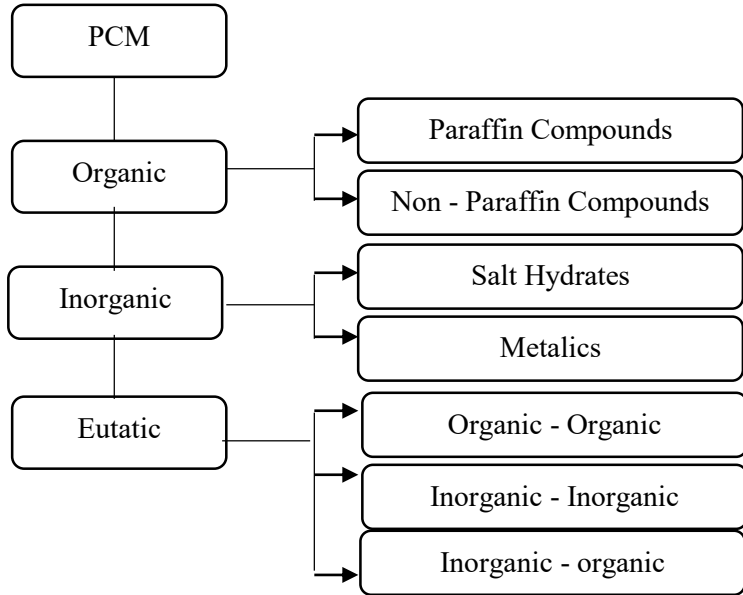 PCM
Organic
Paraffin Compounds
Non - Paraffin Compounds
Inorganic
Salt Hydrates
Metalics
Eutatic
Organic - Organic
Inorganic - Inorganic
Inorganic - organic